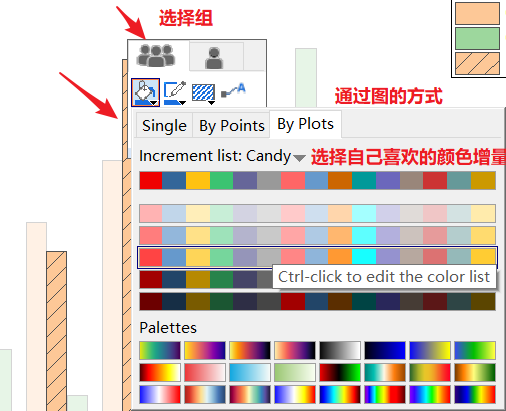 选择组
A
通过图的方式
Single By Points By Plots
Increment list: Candy 选择自己喜欢的颜色增量
Ctrl-click to edit the color list
Palettes